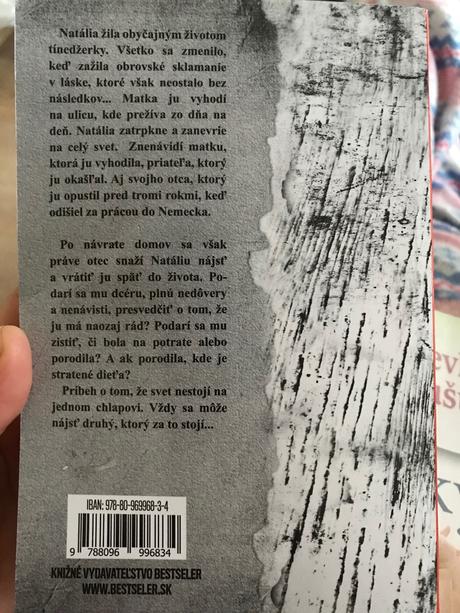 Natália žila obyčajným životom
tínedžerky. Všetko sa zmenilo,
keď zažila obrovské sklamanie
v láske, ktoré však neostalo bez
následkov... Matka ju vyhodí
na ulicu, kde prežíva zo dňa na
deň. Natália zatrpkne a zanevrie
na celý svet. Znenávidí matku,
ktorá ju vyhodila, priateľa, ktorý
ju okašľal. Aj svojho otca, ktorý
ju opustil pred tromi rokmi, keď
odišiel za prácou do Nemecka.
Po návrate domov sa však
práve otec snaží Natáliu nájsť
a vrátiť ju späť do života. Po-
darí sa mu dcéru, plnú nedôvery
a nenávisti, presvedčiť o tom, že
ju má naozaj rád? Podarí sa mu
zistiť, či bola na potrate alebo
porodila? A ak porodila, kde je
stratené dieťa?
Príbeh o tom, že svet nestojí na
jednom chlapovi. Vždy sa môže
nájsť druhý, ktorý za to stojí...
IBAN: 978-80-969968-3-4
9 788096 996834
KNIŽNÉ VYDAVATEĽSTVO BESTSELER
WWW.BESTSELER.SK